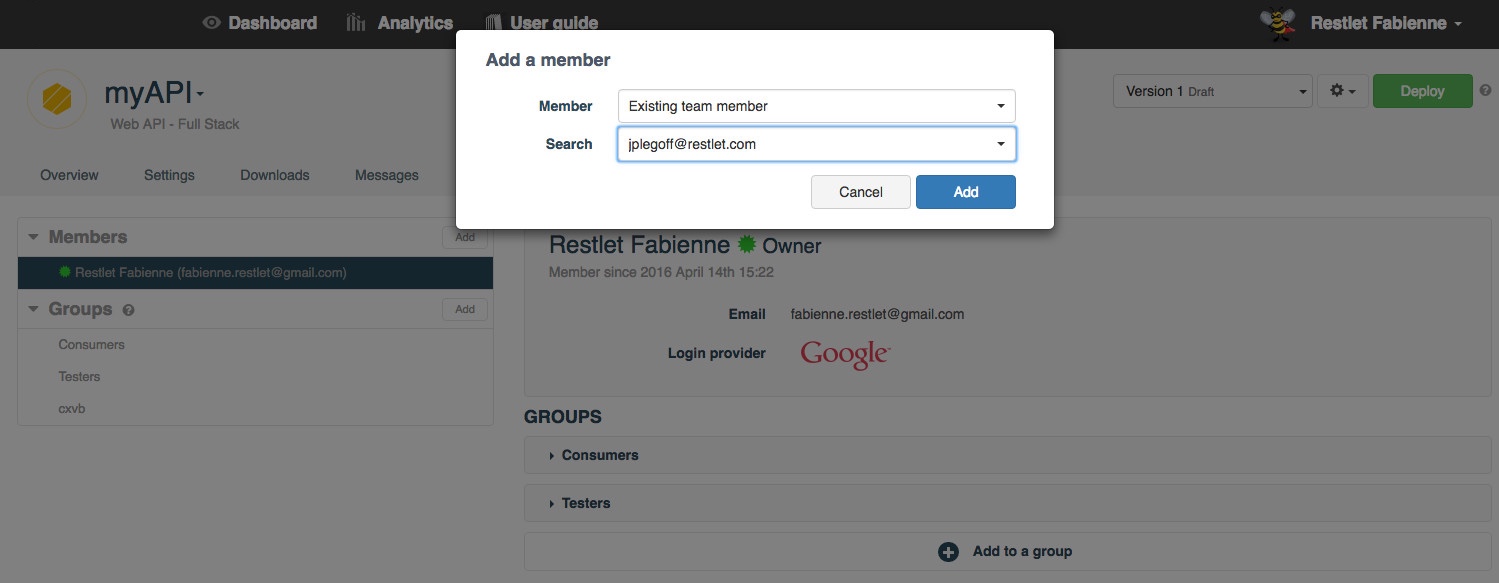 Dashboard Analytics User guide Restlet Fabienne
Add a member
Member Existing team member
Search jplegoff@restlet.com
Cancel Add
myAPI
Web API - Full Stack
Version 1 Draft Deploy
Overview Settings Downloads Messages
Members Add
Restlet Fabienne (fabienne.restlet@gmail.com)
Groups ? Add
Consumers
Testers
cxvb
Restlet Fabienne Owner
Member since 2016 April 14th 15:22
Email fabienne.restlet@gmail.com
Login provider Google™
GROUPS
Consumers
Testers
Add to a group